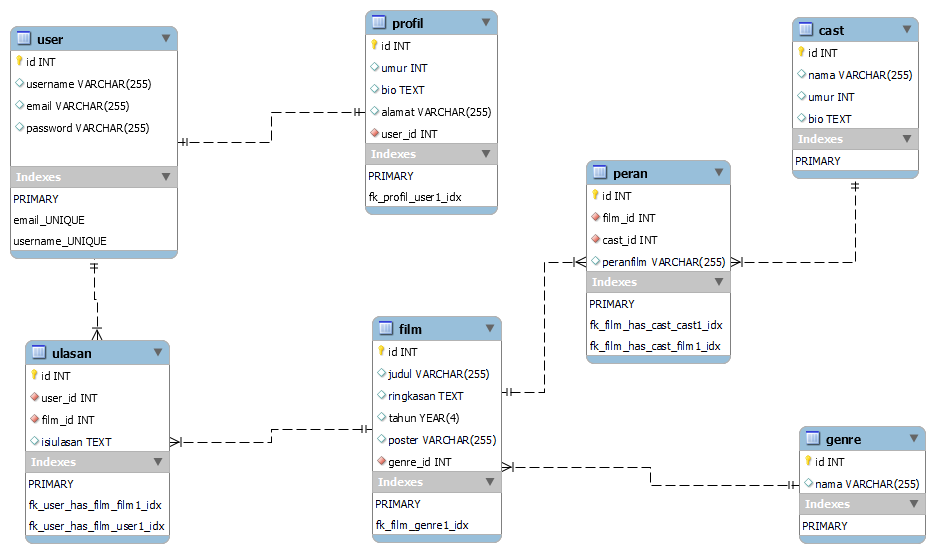 user
id INT
username VARCHAR(255)
email VARCHAR(255)
password VARCHAR(255)
Indexes
PRIMARY
email_UNIQUE
username_UNIQUE
profil
id INT
umur INT
bio TEXT
alamat VARCHAR(255)
user_id INT
Indexes
PRIMARY
fk_profil_user1_idx
cast
id INT
nama VARCHAR(255)
umur INT
bio TEXT
Indexes
PRIMARY
peran
id INT
film_id INT
cast_id INT
peranfilm VARCHAR(255)
Indexes
PRIMARY
fk_film_has_cast_cast1_idx
fk_film_has_cast_film1_idx
ulasan
id INT
user_id INT
film_id INT
isiulasan TEXT
Indexes
PRIMARY
fk_user_has_film_film1_idx
fk_user_has_film_user1_idx
film
id INT
judul VARCHAR(255)
ringkasan TEXT
tahun YEAR(4)
poster VARCHAR(255)
genre_id INT
Indexes
PRIMARY
fk_film_genre1_idx
genre
id INT
nama VARCHAR(255)
Indexes
PRIMARY